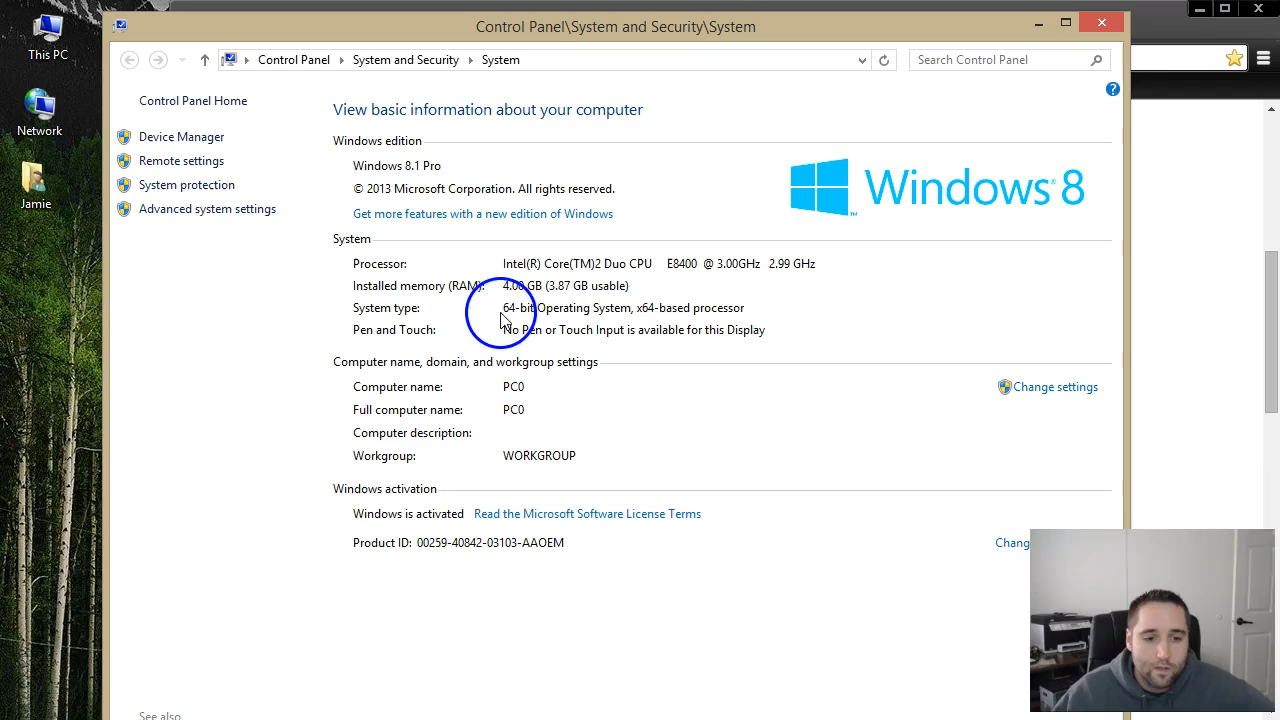 Control Panel\System and Security\System
This PC
Network
Jamie
Control Panel System and Security System
Search Control Panel
Control Panel Home
Device Manager
Remote settings
System protection
Advanced system settings
See also
View basic information about your computer
Windows edition
Windows 8.1 Pro
© 2013 Microsoft Corporation. All rights reserved.
Get more features with a new edition of Windows
Windows® 8
™
System
Processor: Intel(R) Core(TM)2 Duo CPU E8400 @ 3.00GHz 2.99 GHz
Installed memory (RAM): 4.00 GB (3.87 GB usable)
System type: 64-bit Operating System, x64-based processor
Pen and Touch: No Pen or Touch Input is available for this Display
Computer name, domain, and workgroup settings
Computer name: PC0
Change settings
Full computer name: PC0
Computer description:
Workgroup: WORKGROUP
Windows activation
Windows is activated Read the Microsoft Software License Terms
Product ID: 00259-40842-03103-AAOEM
Chang